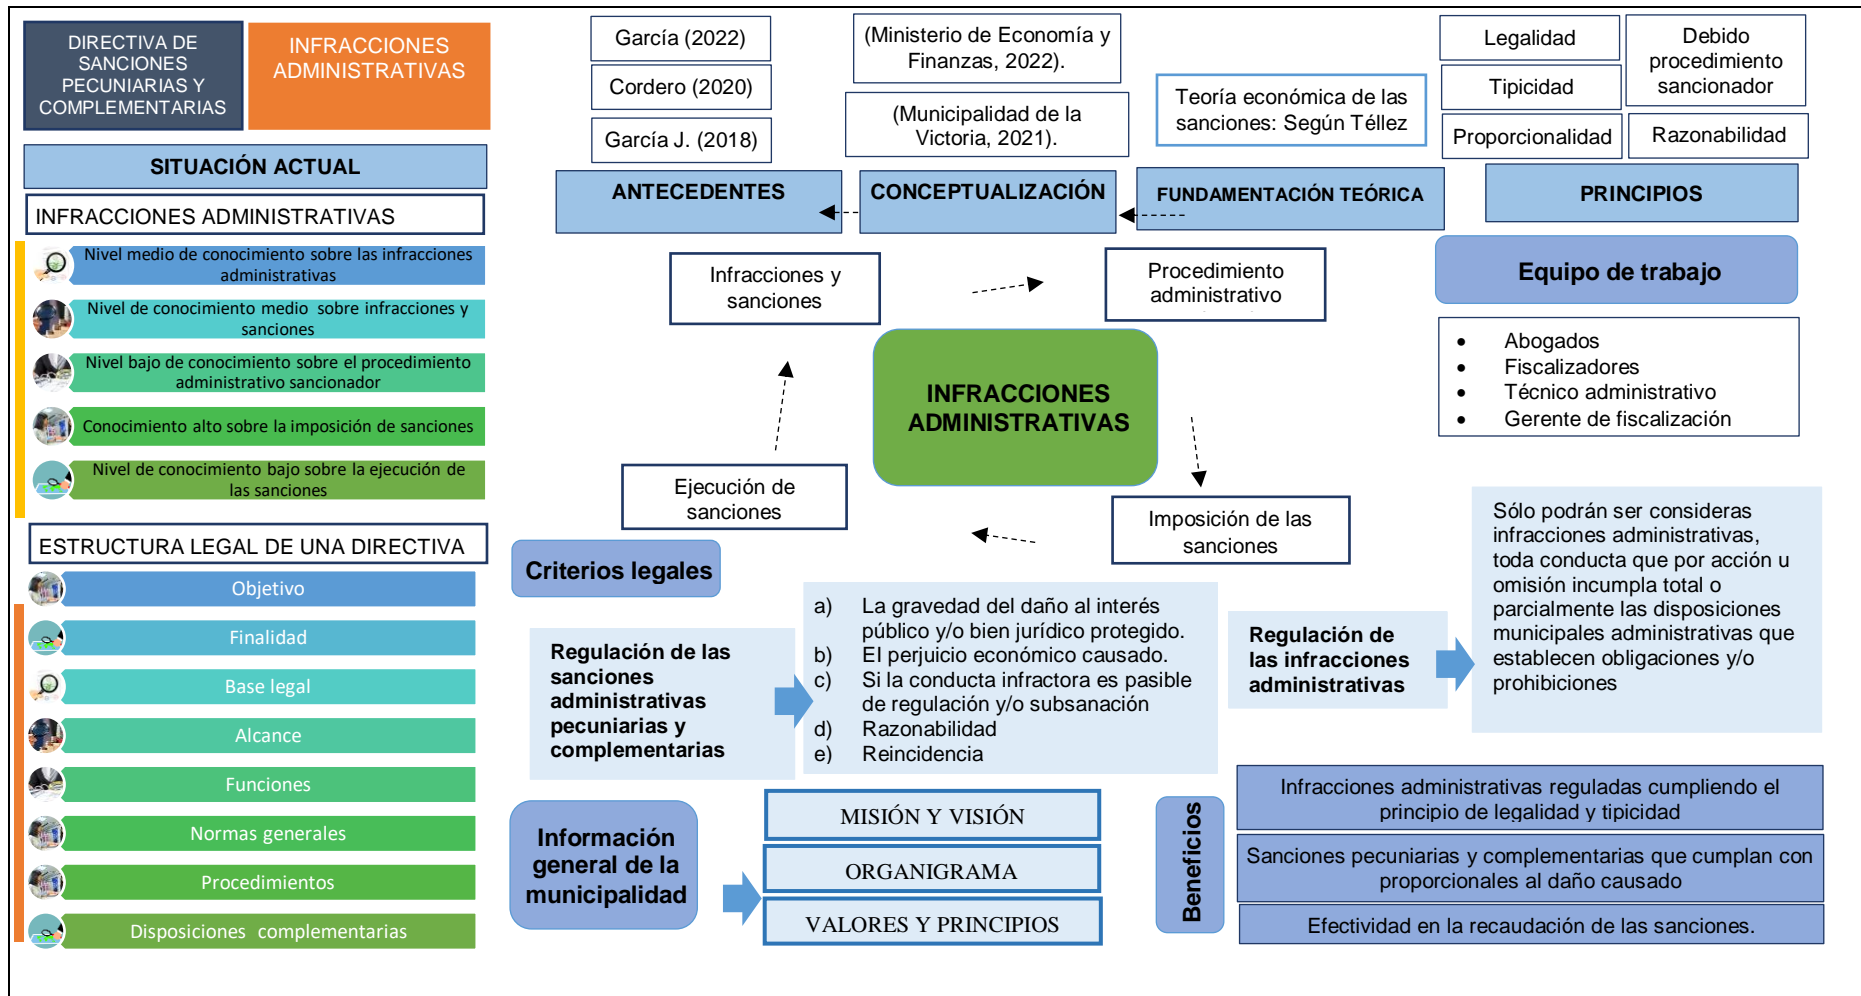 DIRECTIVA DE
SANCIONES
PECUNIARIAS Y
COMPLEMENTARIAS
INFRACCIONES
ADMINISTRATIVAS
SITUACIÓN ACTUAL
INFRACCIONES ADMINISTRATIVAS
Nivel medio de conocimiento sobre las infracciones
administrativas
Nivel de conocimiento medio sobre infracciones y
sanciones
Nivel bajo de conocimiento sobre el procedimiento
administrativo sancionador
Conocimiento alto sobre la imposición de sanciones
Nivel de conocimiento bajo sobre la ejecución de
las sanciones
ESTRUCTURA LEGAL DE UNA DIRECTIVA
Objetivo
Finalidad
Base legal
Alcance
Funciones
Normas generales
Procedimientos
Disposiciones complementarias
García (2022)
Cordero (2020)
García J. (2018)
ANTECEDENTES
(Ministerio de Economía y
Finanzas, 2022).
(Municipalidad de la
Victoria, 2021).
CONCEPTUALIZACIÓN
Teoría económica de las
sanciones: Según Téllez
FUNDAMENTACIÓN TEÓRICA
Legalidad
Tipicidad
Proporcionalidad
Debido
procedimiento
sancionador
Razonabilidad
PRINCIPIOS
Infracciones y
sanciones
Procedimiento
administrativo
INFRACCIONES
ADMINISTRATIVAS
Ejecución de
sanciones
Imposición de las
sanciones
Equipo de trabajo
• Abogados
• Fiscalizadores
• Técnico administrativo
• Gerente de fiscalización
Criterios legales
Regulación de las
sanciones
administrativas
pecuniarias y
complementarias
a) La gravedad del daño al interés
público y/o bien jurídico protegido.
b) El perjuicio económico causado.
c) Si la conducta infractora es pasible
de regulación y/o subsanación
d) Razonabilidad
e) Reincidencia
Regulación de
las infracciones
administrativas
Sólo podrán ser consideras
infracciones administrativas,
toda conducta que por acción u
omisión incumpla total o
parcialmente las disposiciones
municipales administrativas que
establecen obligaciones y/o
prohibiciones
Información
general de la
municipalidad
MISIÓN Y VISIÓN
ORGANIGRAMA
VALORES Y PRINCIPIOS
Beneficios
Infracciones administrativas reguladas cumpliendo el
principio de legalidad y tipicidad
Sanciones pecuniarias y complementarias que cumplan con
proporcionales al daño causado
Efectividad en la recaudación de las sanciones.